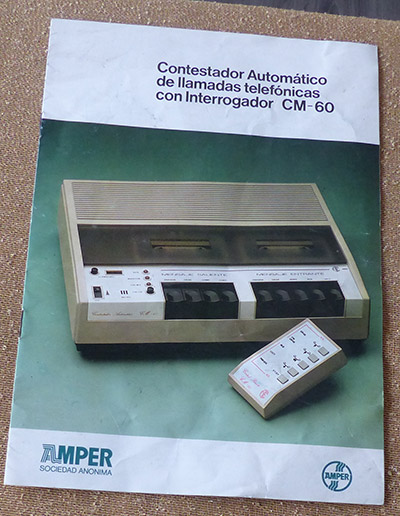 Contestador Automático
de llamadas telefónicas
con Interrogador CM-60
MENSAJE SALIENTE MENSAJE ENTRANTE
AMPER
SOCIEDAD ANONIMA
AMPER